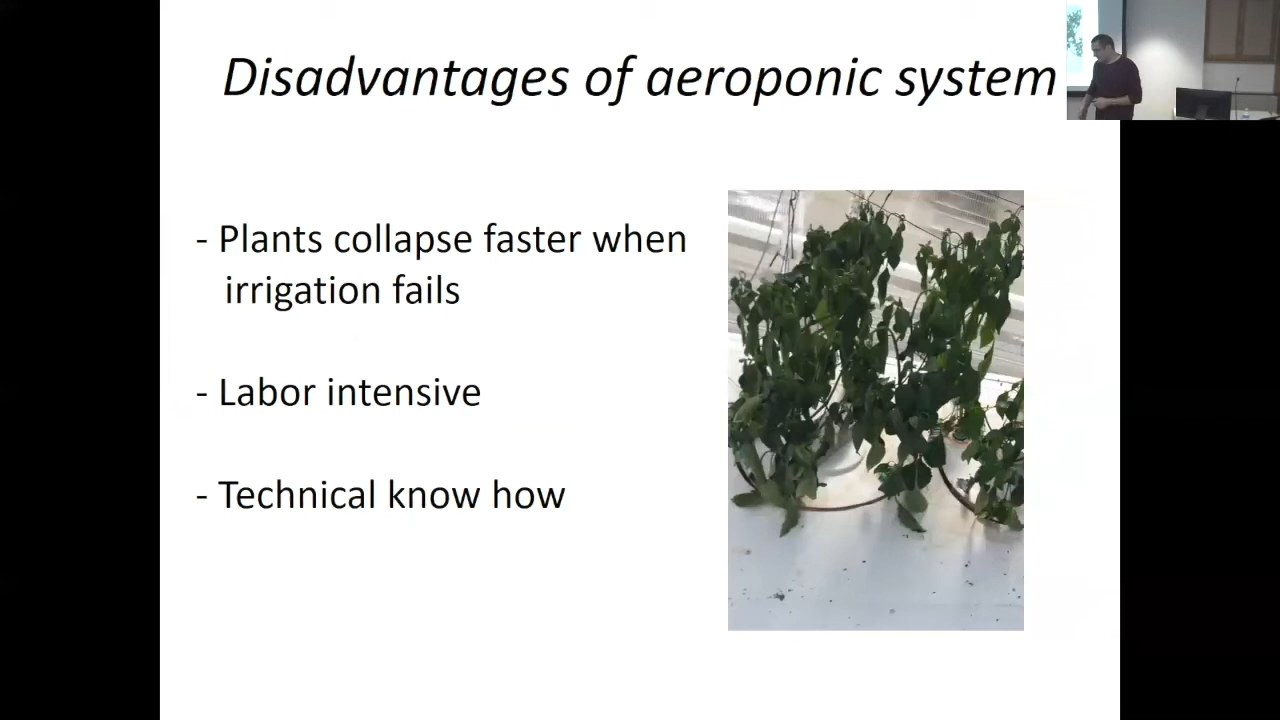 Disadvantages of aeroponic system
- Plants collapse faster when
irrigation fails
- Labor intensive
- Technical know how